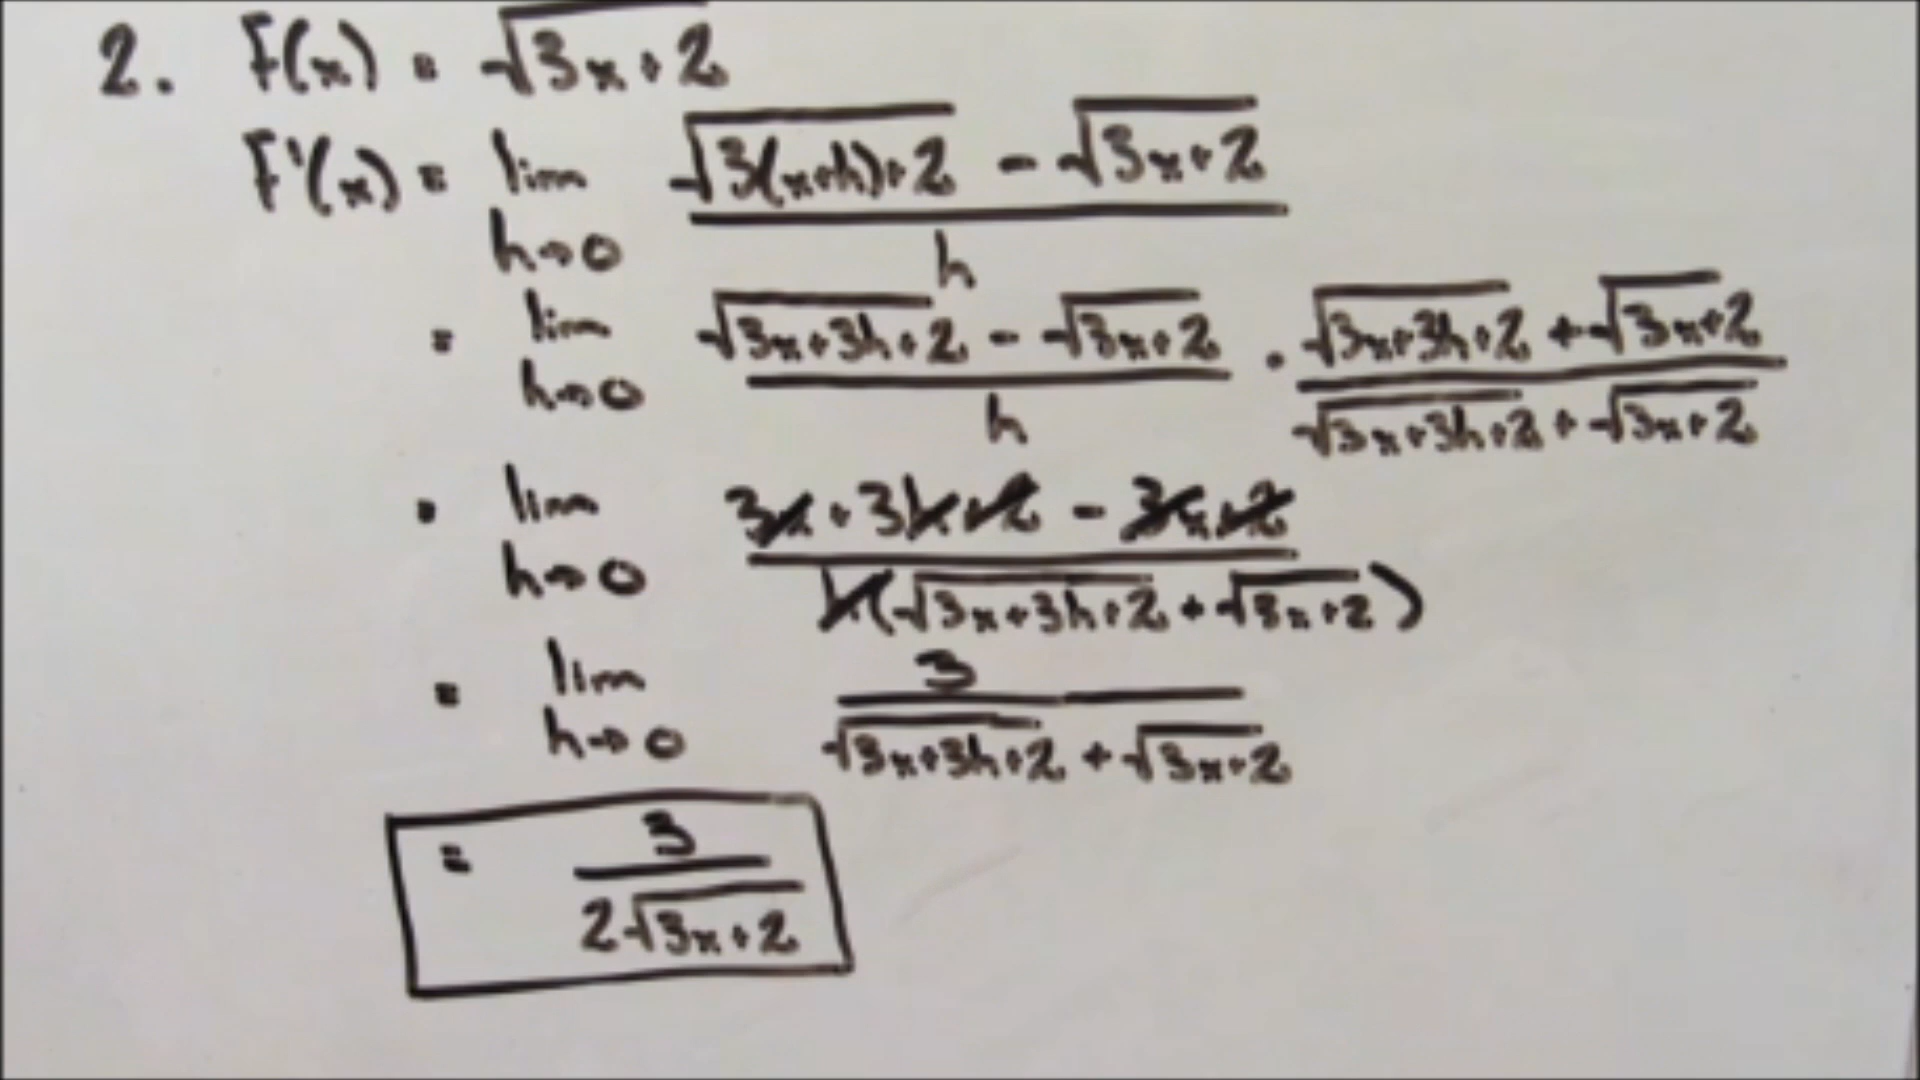 2. F(x) = √(3x+2)
F'(x) = lim h→0 (√(3(x+h)+2) - √(3x+2)) / h
= lim h→0 (√(3x+3h+2) - √(3x+2)) / h · (√(3x+3h+2) + √(3x+2)) / (√(3x+3h+2) + √(3x+2))
= lim h→0 (3x+3h+2 - 3x+2) / (h(√(3x+3h+2) + √(3x+2)))
= lim h→0 3 / (√(3x+3h+2) + √(3x+2))
= 3 / (2√(3x+2))